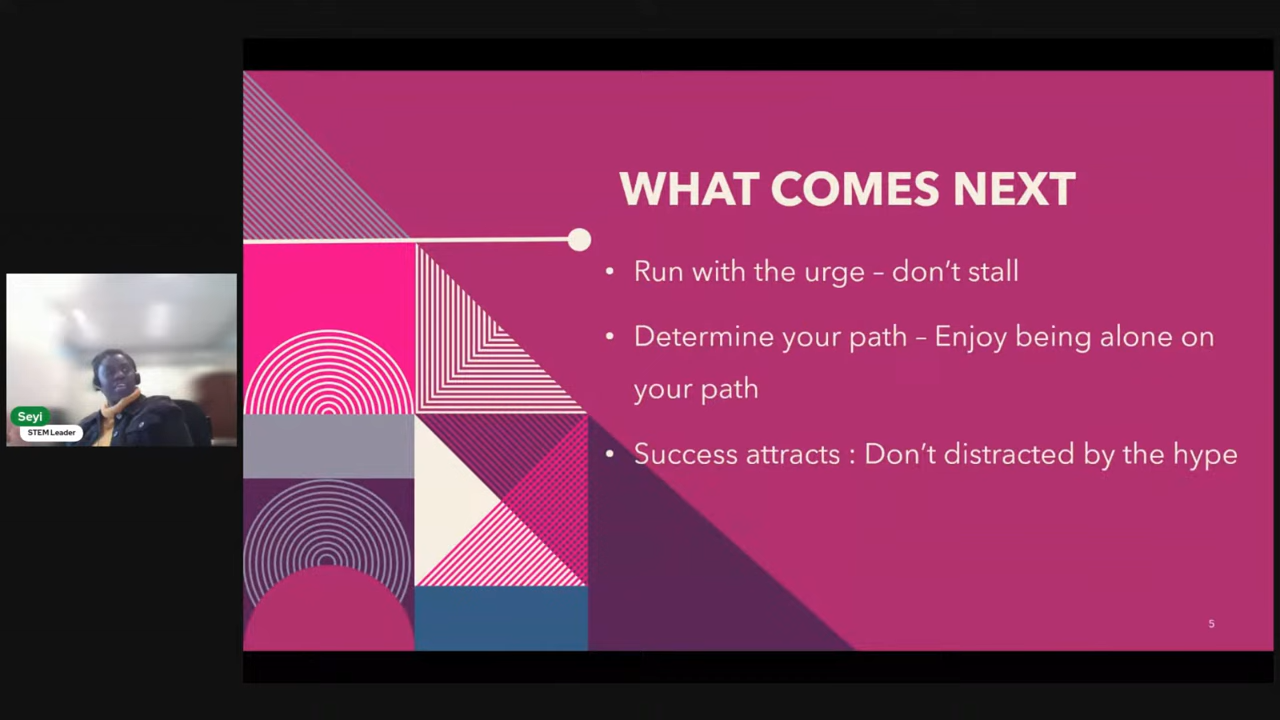 WHAT COMES NEXT
• Run with the urge – don’t stall
• Determine your path – Enjoy being alone on
your path
• Success attracts : Don’t distracted by the hype
Seyi
STEM Leader
5